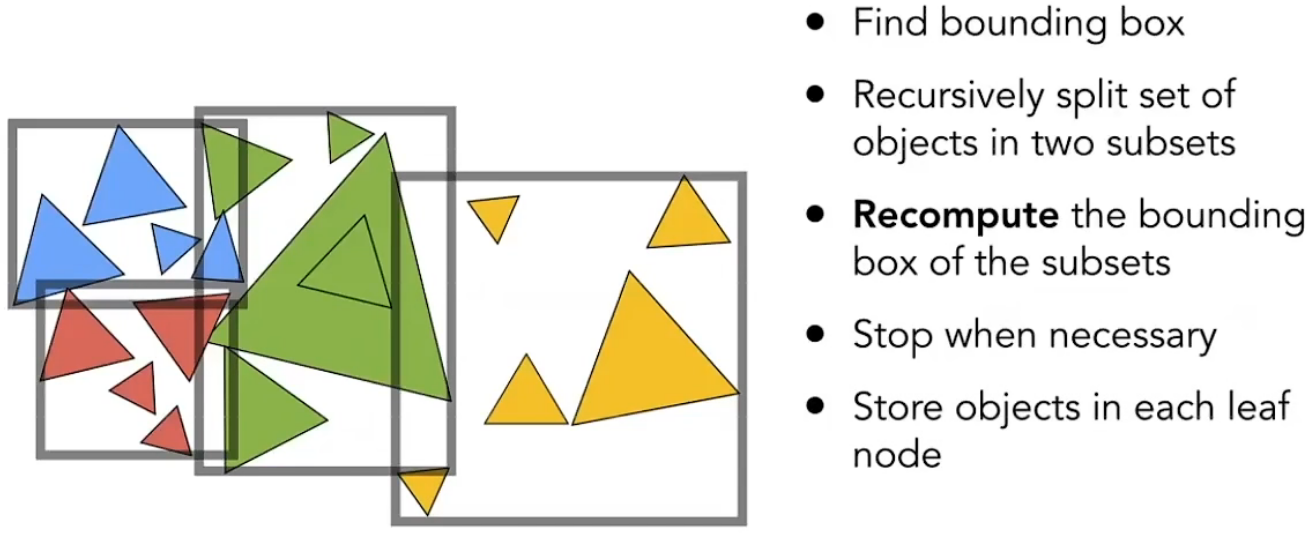 ● Find bounding box
● Recursively split set of
objects in two subsets
● Recompute the bounding
box of the subsets
● Stop when necessary
● Store objects in each leaf
node